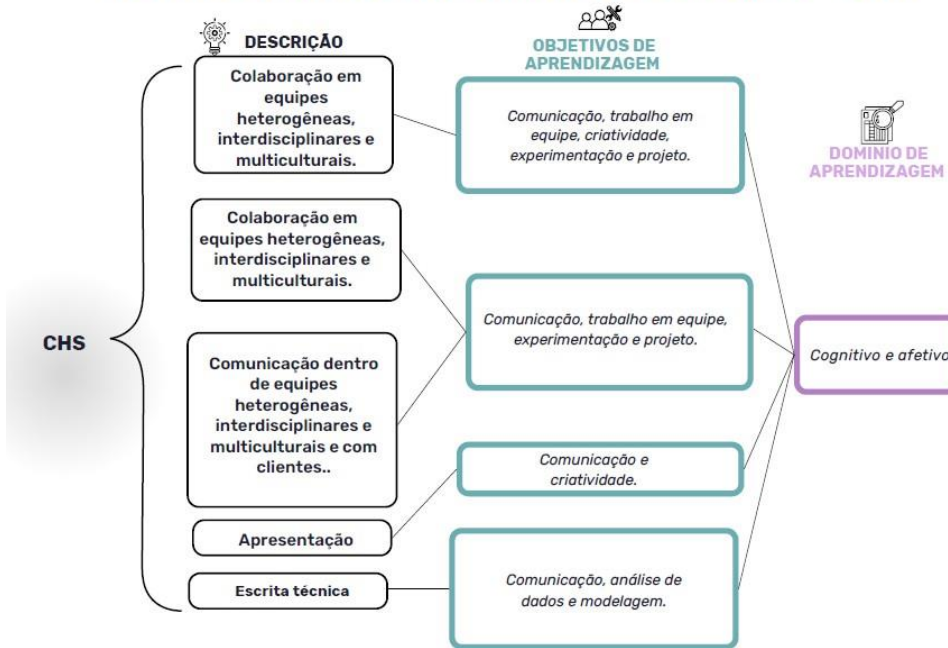 DESCRIÇÃO
OBJETIVOS DE
APRENDIZAGEM
DOMINIO DE
APRENDIZAGEM
CHS
Colaboração em
equipes
heterogêneas,
interdisciplinares e
multiculturais.
Comunicação, trabalho em
equipe, criatividade,
experimentação e projeto.
Colaboração em
equipes heterogêneas,
interdisciplinares e
multiculturais.
Comunicação dentro
de equipes
heterogêneas,
interdisciplinares e
multiculturais e com
clientes..
Comunicação, trabalho em equipe,
experimentação e projeto.
Cognitivo e afetivo
Apresentação
Comunicação e
criatividade.
Escrita técnica
Comunicação, análise de
dados e modelagem.